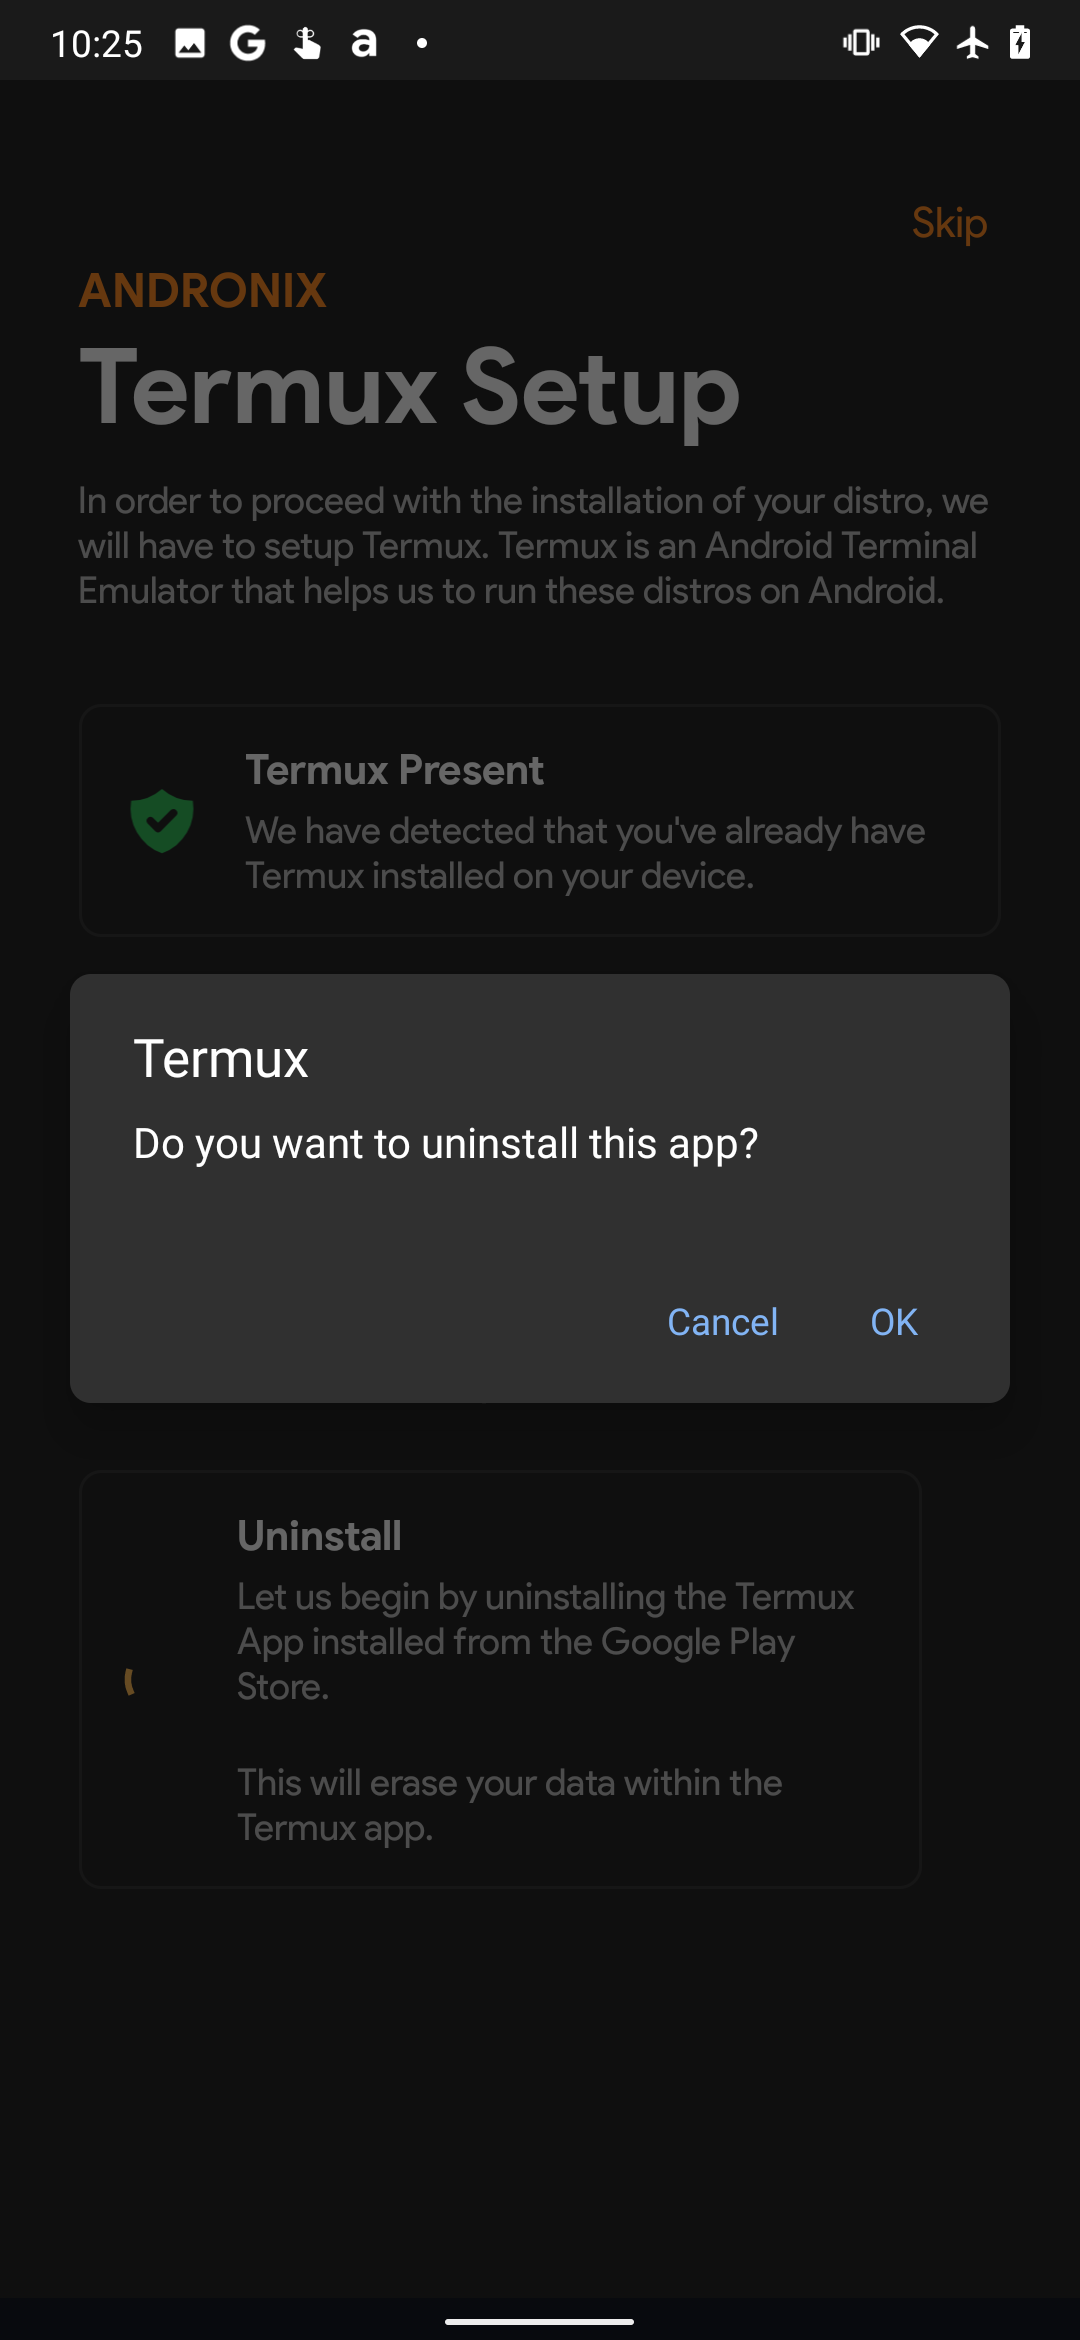 10:25
Skip
ANDRONIX
Termux Setup
In order to proceed with the installation of your distro, we
will have to setup Termux. Termux is an Android Terminal
Emulator that helps us to run these distros on Android.
Termux Present
We have detected that you've already have
Termux installed on your device.
Termux
Do you want to uninstall this app?
Cancel OK
Uninstall
Let us begin by uninstalling the Termux
App installed from the Google Play
Store.
This will erase your data within the
Termux app.